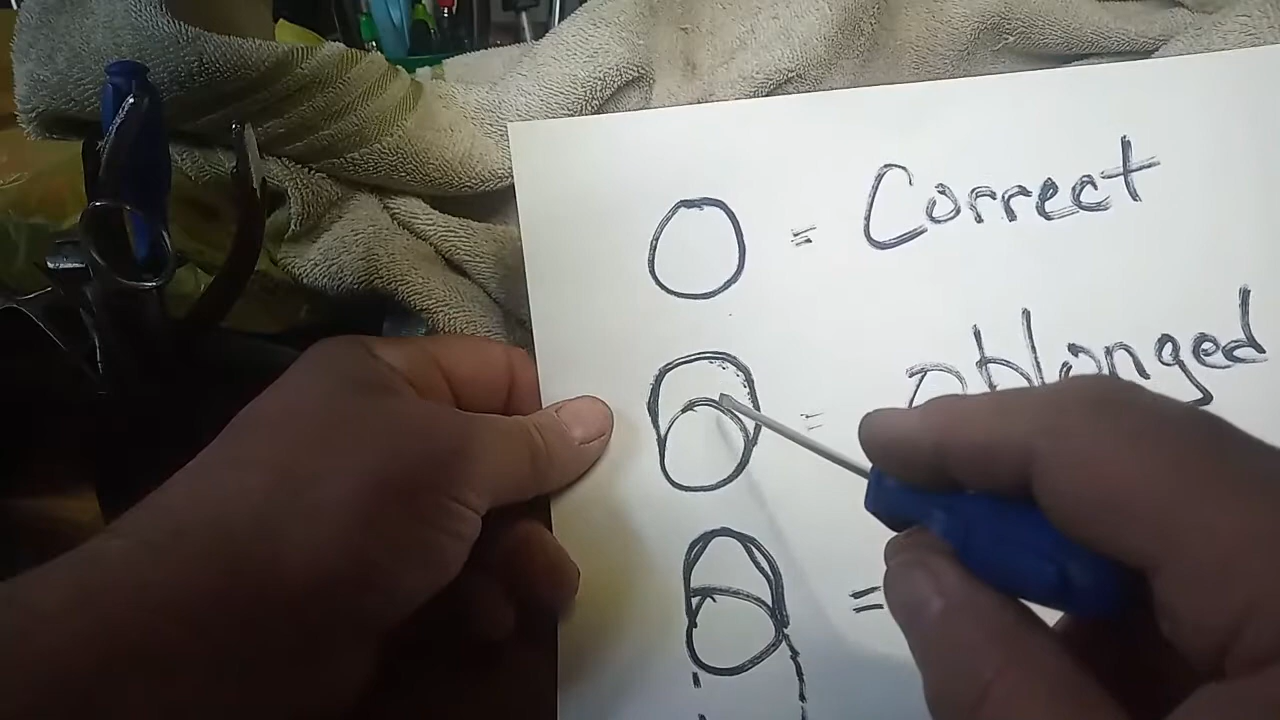 = Correct
= Oblonged
=